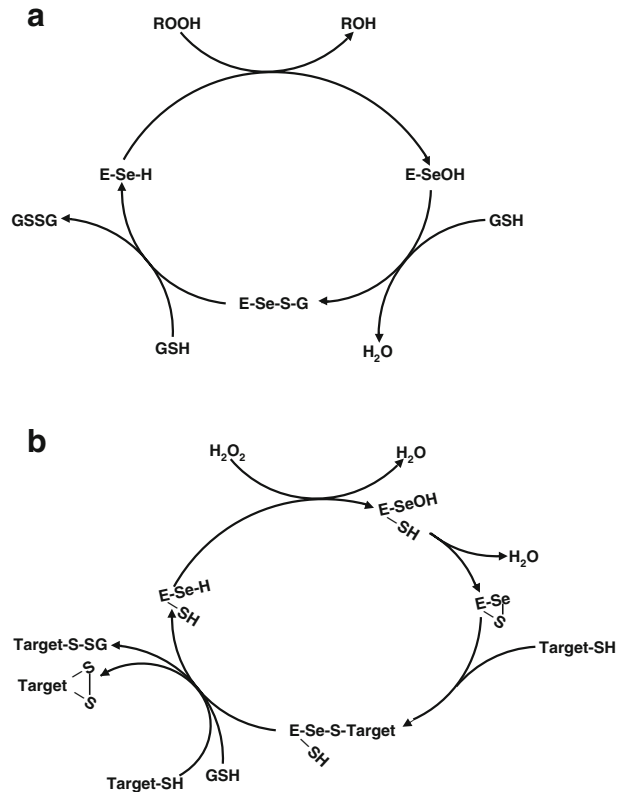 a
ROOH
ROH
E-Se-H
E-SeOH
GSSG
GSH
E-Se-S-G
GSH
H₂O
b
H₂O₂
H₂O
E-SeOH
SH
H₂O
E-Se-H
SH
E-Se
S
Target-S-SG
Target-SH
S
Target
S
E-Se-S-Target
SH
Target-SH
GSH